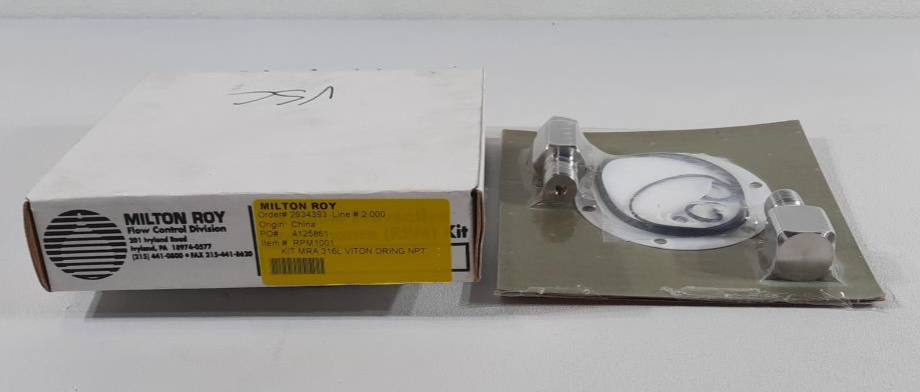 VSC
MILTON ROY
Flow Control Division
201 Ivyland Road
Ivyland, PA. 18974-0577
(215) 441-0800 • FAX 215-441-8620
MILTON ROY
Order# 2934393 Line # 2.000
Origin: China
PO# 4125861
Item # RPM1001
KIT MRA 316L VITON ORING NPT
Kit